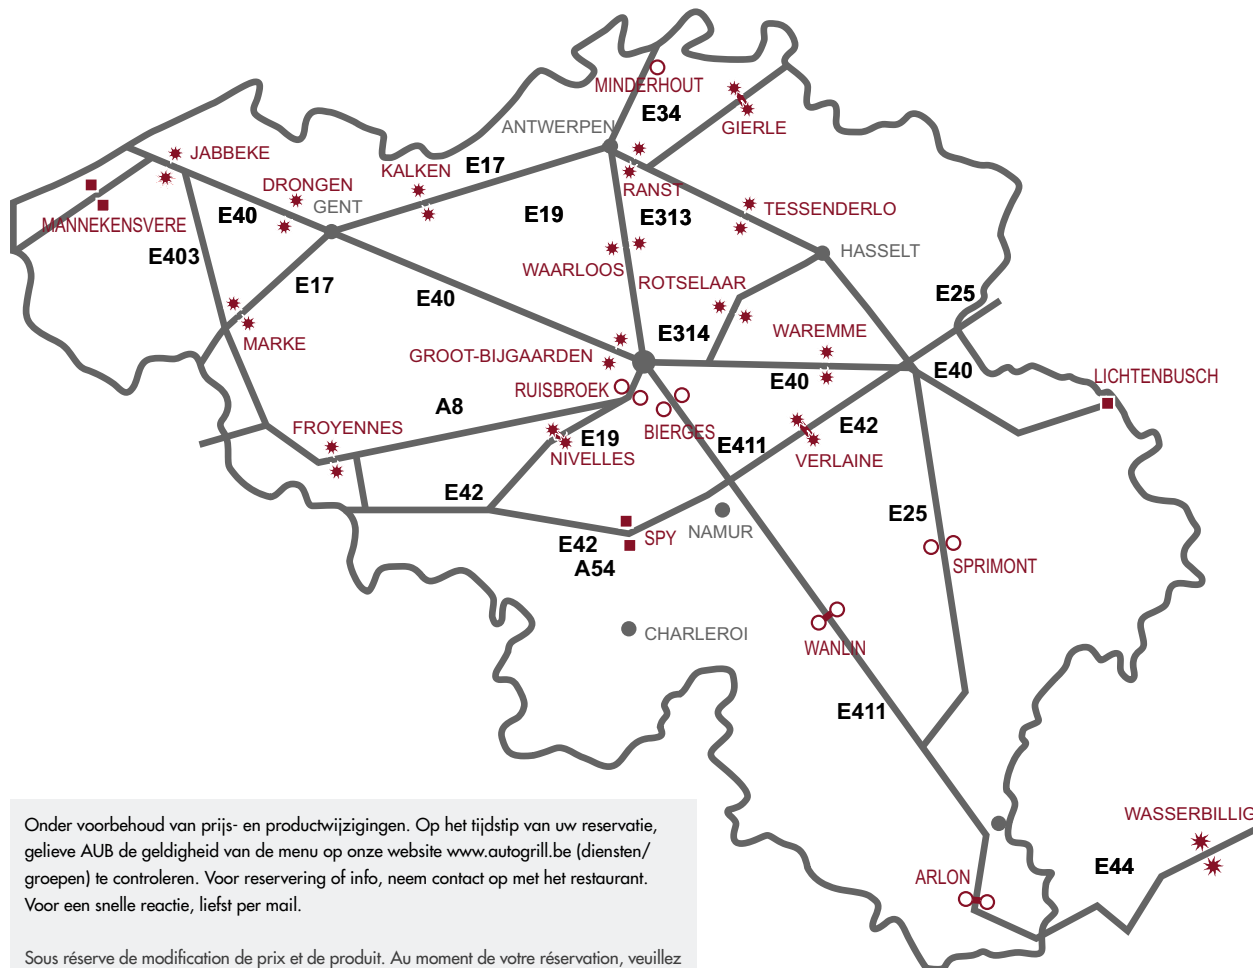 MINDERHOUT
E34
GIERLE
ANTWERPEN
JABBEKE
KALKEN
E17
DRONGEN
RANST
GENT
MANNEKENSVERE
E40
E19
E313
TESSENDERLO
E403
HASSELT
WAARLOOS
ROTSELAAR
E17
E40
E25
E314
WAREMME
MARKE
GROOT-BIJGAARDEN
E40
E40
LICHTENBUSCH
RUISBROEK
A8
BIERGES
FROYENNES
E19
E411
E42
NIVELLES
VERLAINE
E42
E25
NAMUR
SPY
E42
A54
SPRIMONT
CHARLEROI
WANLIN
E411
WASSERBILLIG
E44
ARLON
Onder voorbehoud van prijs- en productwijzigingen. Op het tijdstip van uw reservatie,
gelieve AUB de geldigheid van de menu op onze website www.autogrill.be (diensten/
groepen) te controleren. Voor reservering of info, neem contact op met het restaurant.
Voor een snelle reactie, liefst per mail.
Sous réserve de modification de prix et de produit. Au moment de votre réservation, veuillez